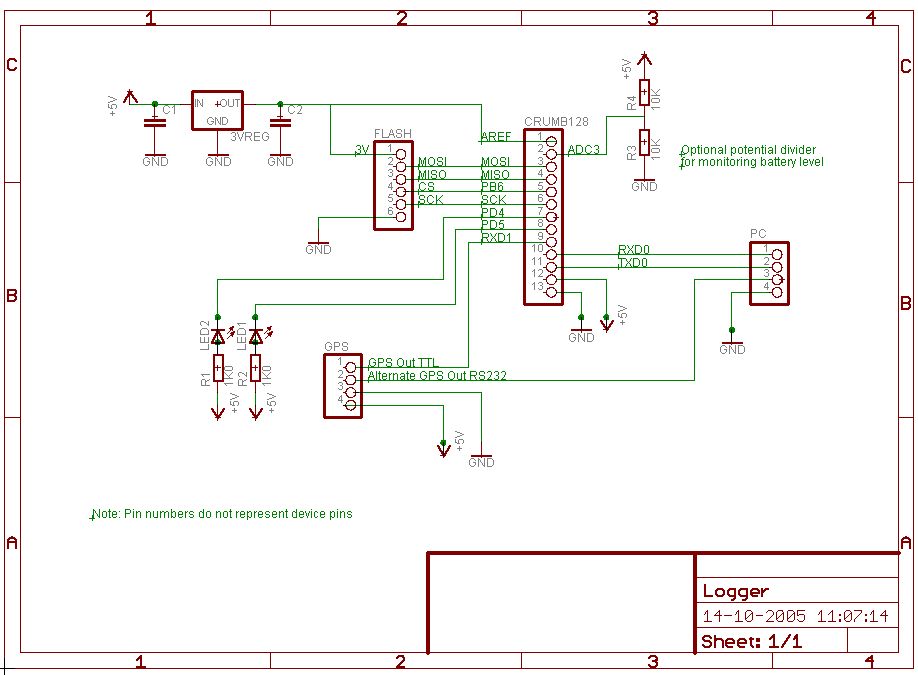 1 2 3 4
C C
+5V IN +OUT GND C1 C2 3VREG
GND GND GND
+5V R4 10K
R3 10K
GND
Optional potential divider
for monitoring battery level
FLASH
3V 1
2 MOSI
3 MISO
4 CS
5 SCK
6
GND
CRUMB128
AREF 1
2 ADC3
MOSI 3
MISO 4
PB6 5
SCK 6
PD4 7
PD5 8
RXD1 9
10 RXD0
11 TXD0
12
13
GND +5V
PC
1
2
3
4
GND
B B
LED2 LED1
R1 1K0 R2 1K0
+5V +5V
GPS
1 GPS Out TTL
2 Alternate GPS Out RS232
3
4
+5V GND
Note: Pin numbers do not represent device pins
A A
Logger
14-10-2005 11:07:14
Sheet: 1/1
1 2 3 4